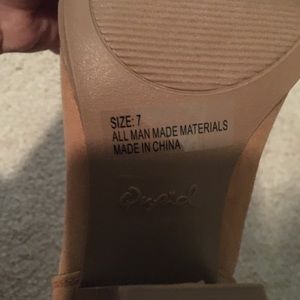 SIZE: 7
ALL MAN MADE MATERIALS
MADE IN CHINA
Qupid